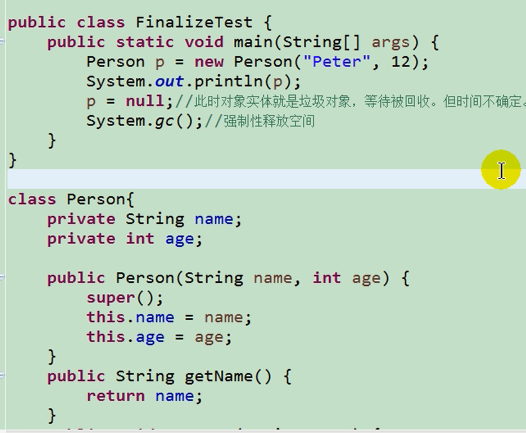 public class FinalizeTest {
public static void main(String[] args) {
Person p = new Person("Peter", 12);
System.out.println(p);
p = null;//此时对象实体就是垃圾对象，等待被回收。但时间不确定。
System.gc();//强制性释放空间
}
}
class Person{
private String name;
private int age;
public Person(String name, int age) {
super();
this.name = name;
this.age = age;
}
public String getName() {
return name;
}